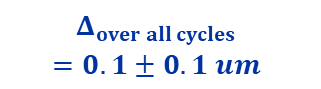 Δover all cycles
= 0.1 ± 0.1 um